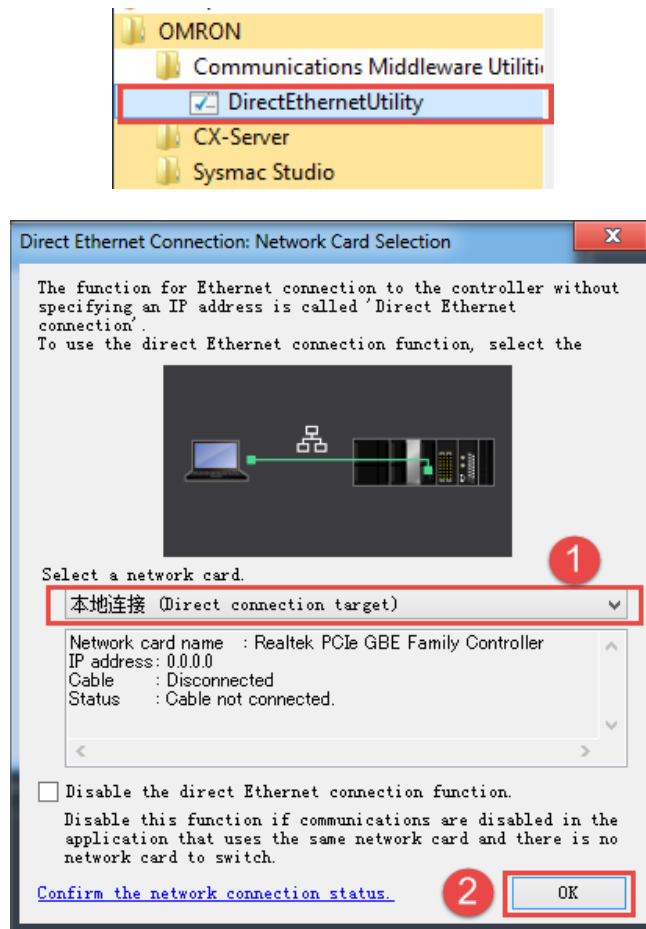 OMRON
Communications Middleware Utiliti
DirectEthernetUtility
CX-Server
Sysmac Studio
Direct Ethernet Connection: Network Card Selection
x
The function for Ethernet connection to the controller without
specifying an IP address is called 'Direct Ethernet
connection'.
To use the direct Ethernet connection function, select the
1
Select a network card.
本地连接 (Direct connection target)
Network card name : Realtek PCIe GBE Family Controller
IP address: 0.0.0.0
Cable : Disconnected
Status : Cable not connected.
Disable the direct Ethernet connection function.
Disable this function if communications are disabled in the
application that uses the same network card and there is no
network card to switch.
Confirm the network connection status.
2
OK